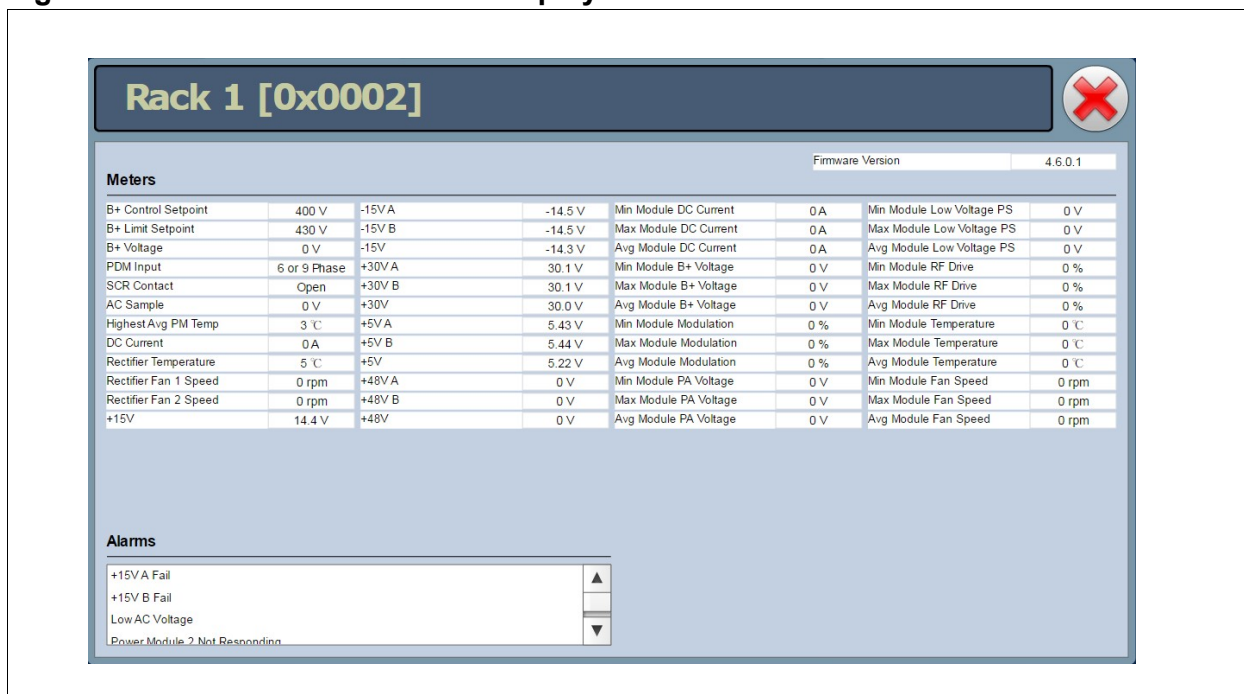 Rack 1 [0x0002]
Firmware Version 4.6.0.1
Meters
B+ Control Setpoint 400 V -15V A -14.5 V Min Module DC Current 0 A Min Module Low Voltage PS 0 V
B+ Limit Setpoint 430 V -15V B -14.5 V Max Module DC Current 0 A Max Module Low Voltage PS 0 V
B+ Voltage 0 V -15V -14.3 V Avg Module DC Current 0 A Avg Module Low Voltage PS 0 V
PDM Input 6 or 9 Phase +30V A 30.1 V Min Module B+ Voltage 0 V Min Module RF Drive 0 %
SCR Contact Open +30V B 30.1 V Max Module B+ Voltage 0 V Max Module RF Drive 0 %
AC Sample 0 V +30V 30.0 V Avg Module B+ Voltage 0 V Avg Module RF Drive 0 %
Highest Avg PM Temp 3 ℃ +5V A 5.43 V Min Module Modulation 0 % Min Module Temperature 0 ℃
DC Current 0 A +5V B 5.44 V Max Module Modulation 0 % Max Module Temperature 0 ℃
Rectifier Temperature 5 ℃ +5V 5.22 V Avg Module Modulation 0 % Avg Module Temperature 0 ℃
Rectifier Fan 1 Speed 0 rpm +48V A 0 V Min Module PA Voltage 0 V Min Module Fan Speed 0 rpm
Rectifier Fan 2 Speed 0 rpm +48V B 0 V Max Module PA Voltage 0 V Max Module Fan Speed 0 rpm
+15V 14.4 V +48V 0 V Avg Module PA Voltage 0 V Avg Module Fan Speed 0 rpm
Alarms
+15V A Fail
+15V B Fail
Low AC Voltage
Power Module 2 Not Responding